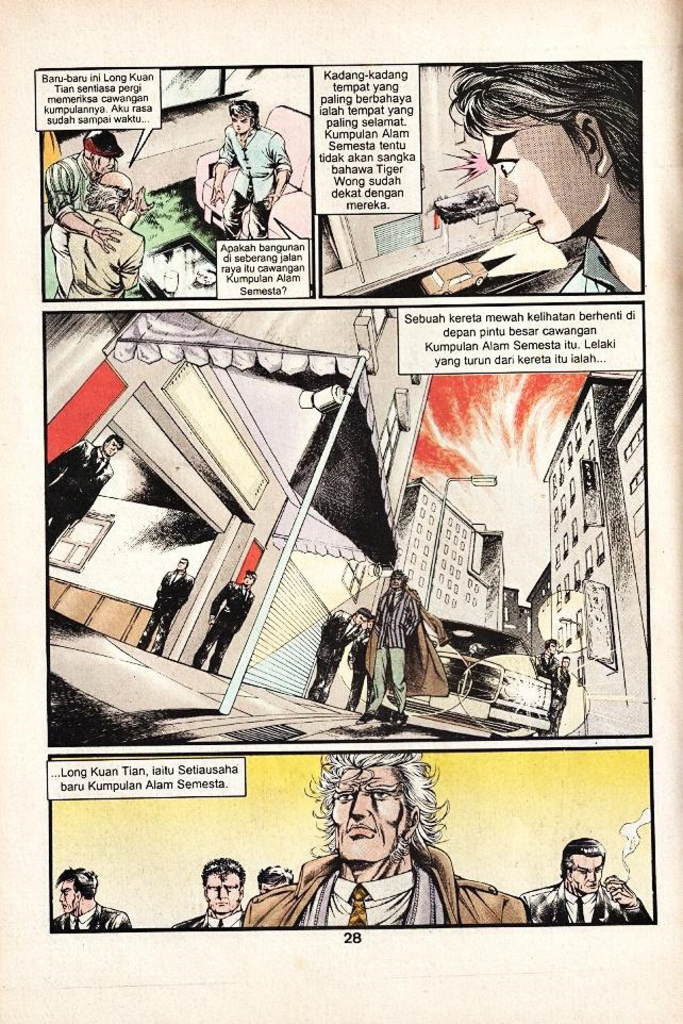 Baru-baru ini Long Kuan
Tian sentiasa pergi
memeriksa cawangan
kumpulannya. Aku rasa
sudah sampai waktu...
Apakah bangunan
di seberang jalan
raya itu cawangan
Kumpulan Alam
Semesta?
Kadang-kadang
tempat yang
paling berbahaya
ialah tempat yang
paling selamat.
Kumpulan Alam
Semesta tentu
tidak akan sangka
bahawa Tiger
Wong sudah
dekat dengan
mereka.
Sebuah kereta mewah kelihatan berhenti di
depan pintu besar cawangan
Kumpulan Alam Semesta itu. Lelaki
yang turun dari kereta itu ialah...
...Long Kuan Tian, iaitu Setiausaha
baru Kumpulan Alam Semesta.
28